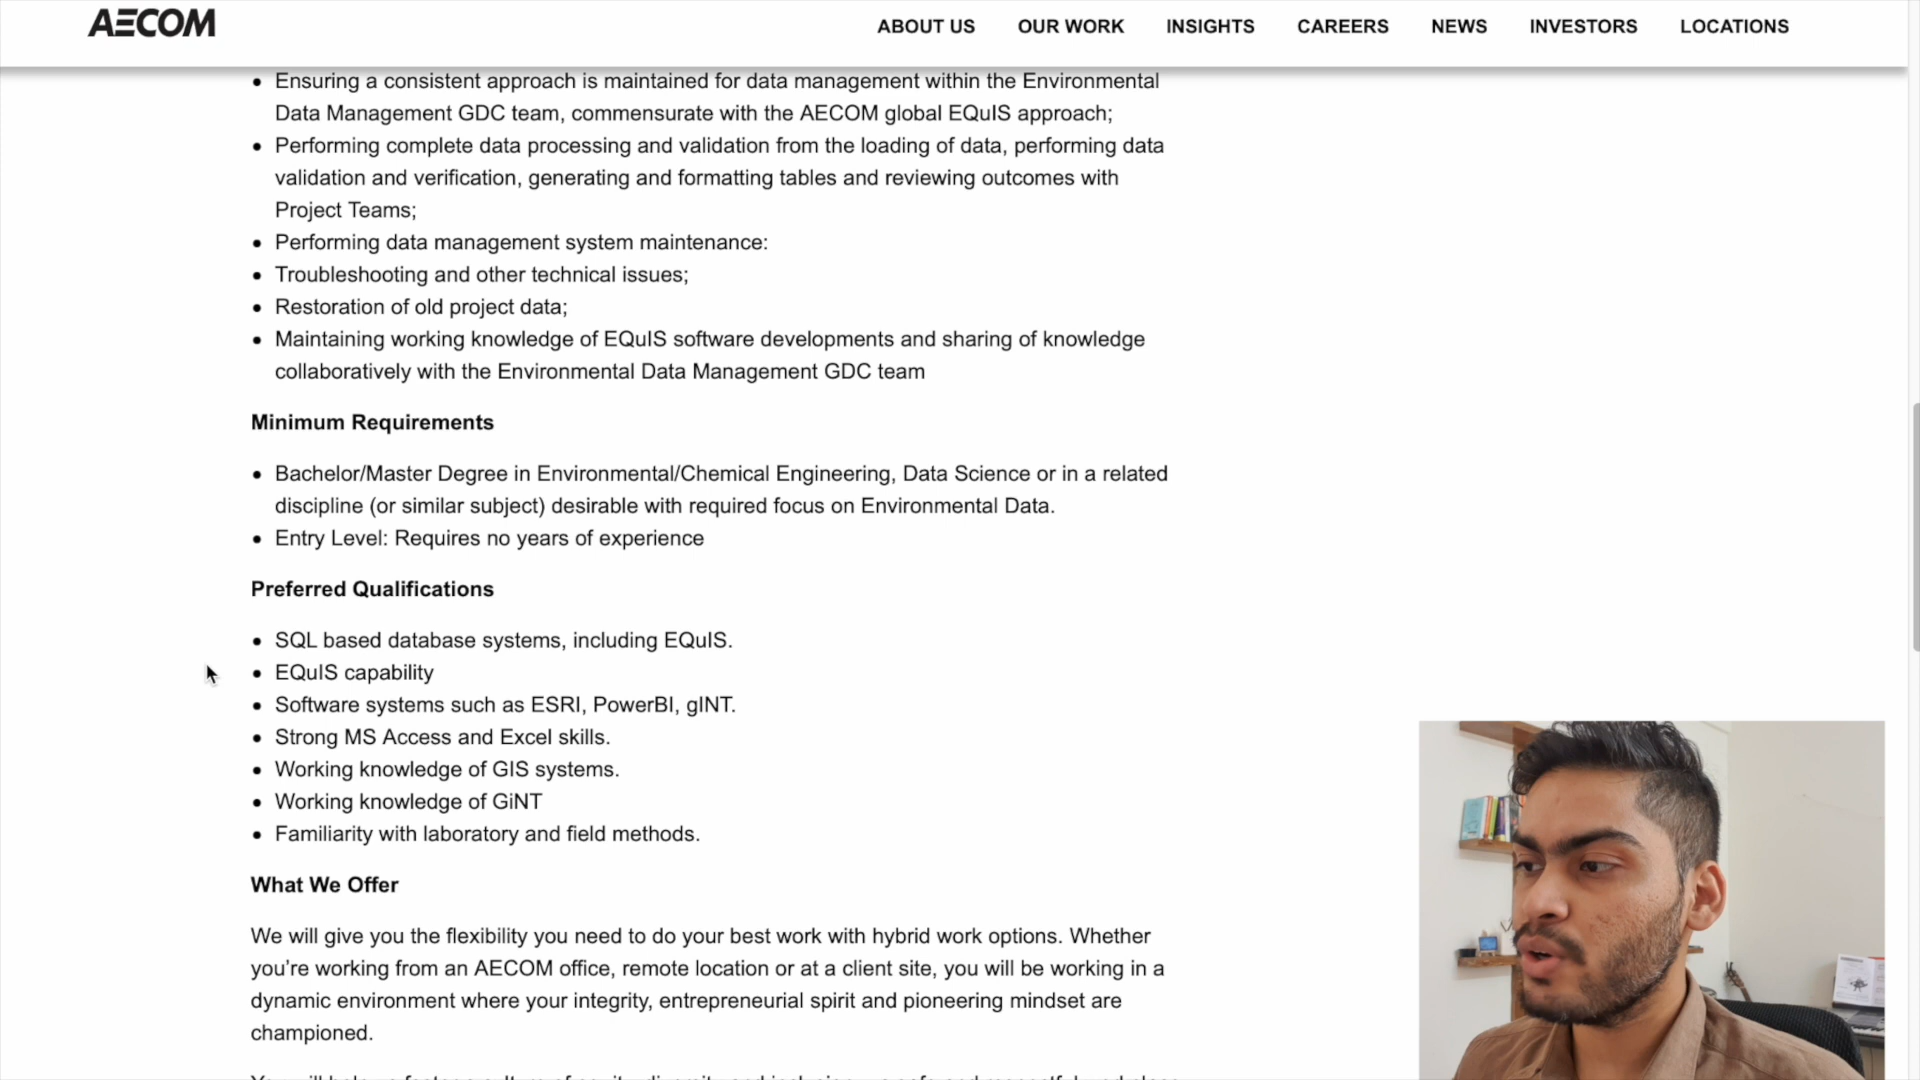 AECOM
ABOUT US OUR WORK INSIGHTS CAREERS NEWS INVESTORS LOCATIONS
• Ensuring a consistent approach is maintained for data management within the Environmental
Data Management GDC team, commensurate with the AECOM global EQuIS approach;
• Performing complete data processing and validation from the loading of data, performing data
validation and verification, generating and formatting tables and reviewing outcomes with
Project Teams;
• Performing data management system maintenance:
• Troubleshooting and other technical issues;
• Restoration of old project data;
• Maintaining working knowledge of EQuIS software developments and sharing of knowledge
collaboratively with the Environmental Data Management GDC team
Minimum Requirements
• Bachelor/Master Degree in Environmental/Chemical Engineering, Data Science or in a related
discipline (or similar subject) desirable with required focus on Environmental Data.
• Entry Level: Requires no years of experience
Preferred Qualifications
• SQL based database systems, including EQuIS.
• EQuIS capability
• Software systems such as ESRI, PowerBI, gINT.
• Strong MS Access and Excel skills.
• Working knowledge of GIS systems.
• Working knowledge of GiNT
• Familiarity with laboratory and field methods.
What We Offer
We will give you the flexibility you need to do your best work with hybrid work options. Whether
you’re working from an AECOM office, remote location or at a client site, you will be working in a
dynamic environment where your integrity, entrepreneurial spirit and pioneering mindset are
championed.